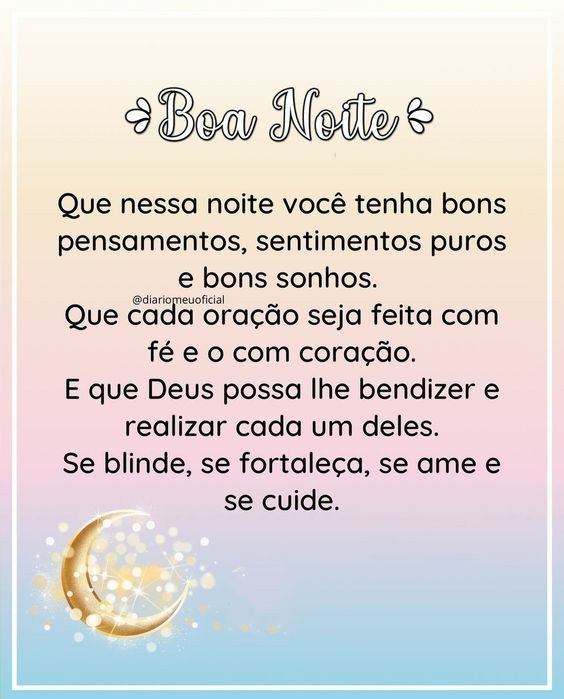 Boa Noite
Que nessa noite você tenha bons
pensamentos, sentimentos puros
e bons sonhos.
@diariomeuoficial
Que cada oração seja feita com
fé e o com coração.
E que Deus possa lhe bendizer e
realizar cada um deles.
Se blinde, se fortaleça, se ame e
se cuide.